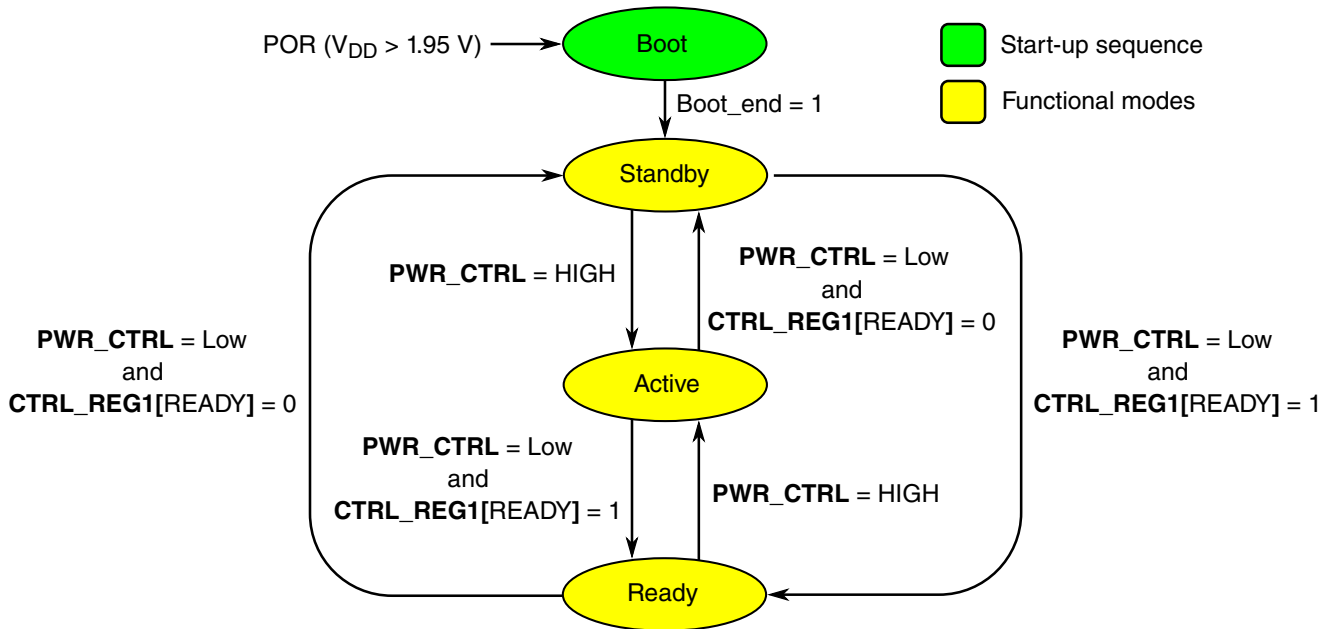 POR (VDD > 1.95 V)
Boot
Start-up sequence
Functional modes
Boot_end = 1
Standby
PWR_CTRL = HIGH
PWR_CTRL = Low
and
CTRL_REG1[READY] = 0
PWR_CTRL = Low
and
CTRL_REG1[READY] = 0
PWR_CTRL = Low
and
CTRL_REG1[READY] = 1
Active
PWR_CTRL = Low
and
CTRL_REG1[READY] = 1
PWR_CTRL = HIGH
Ready